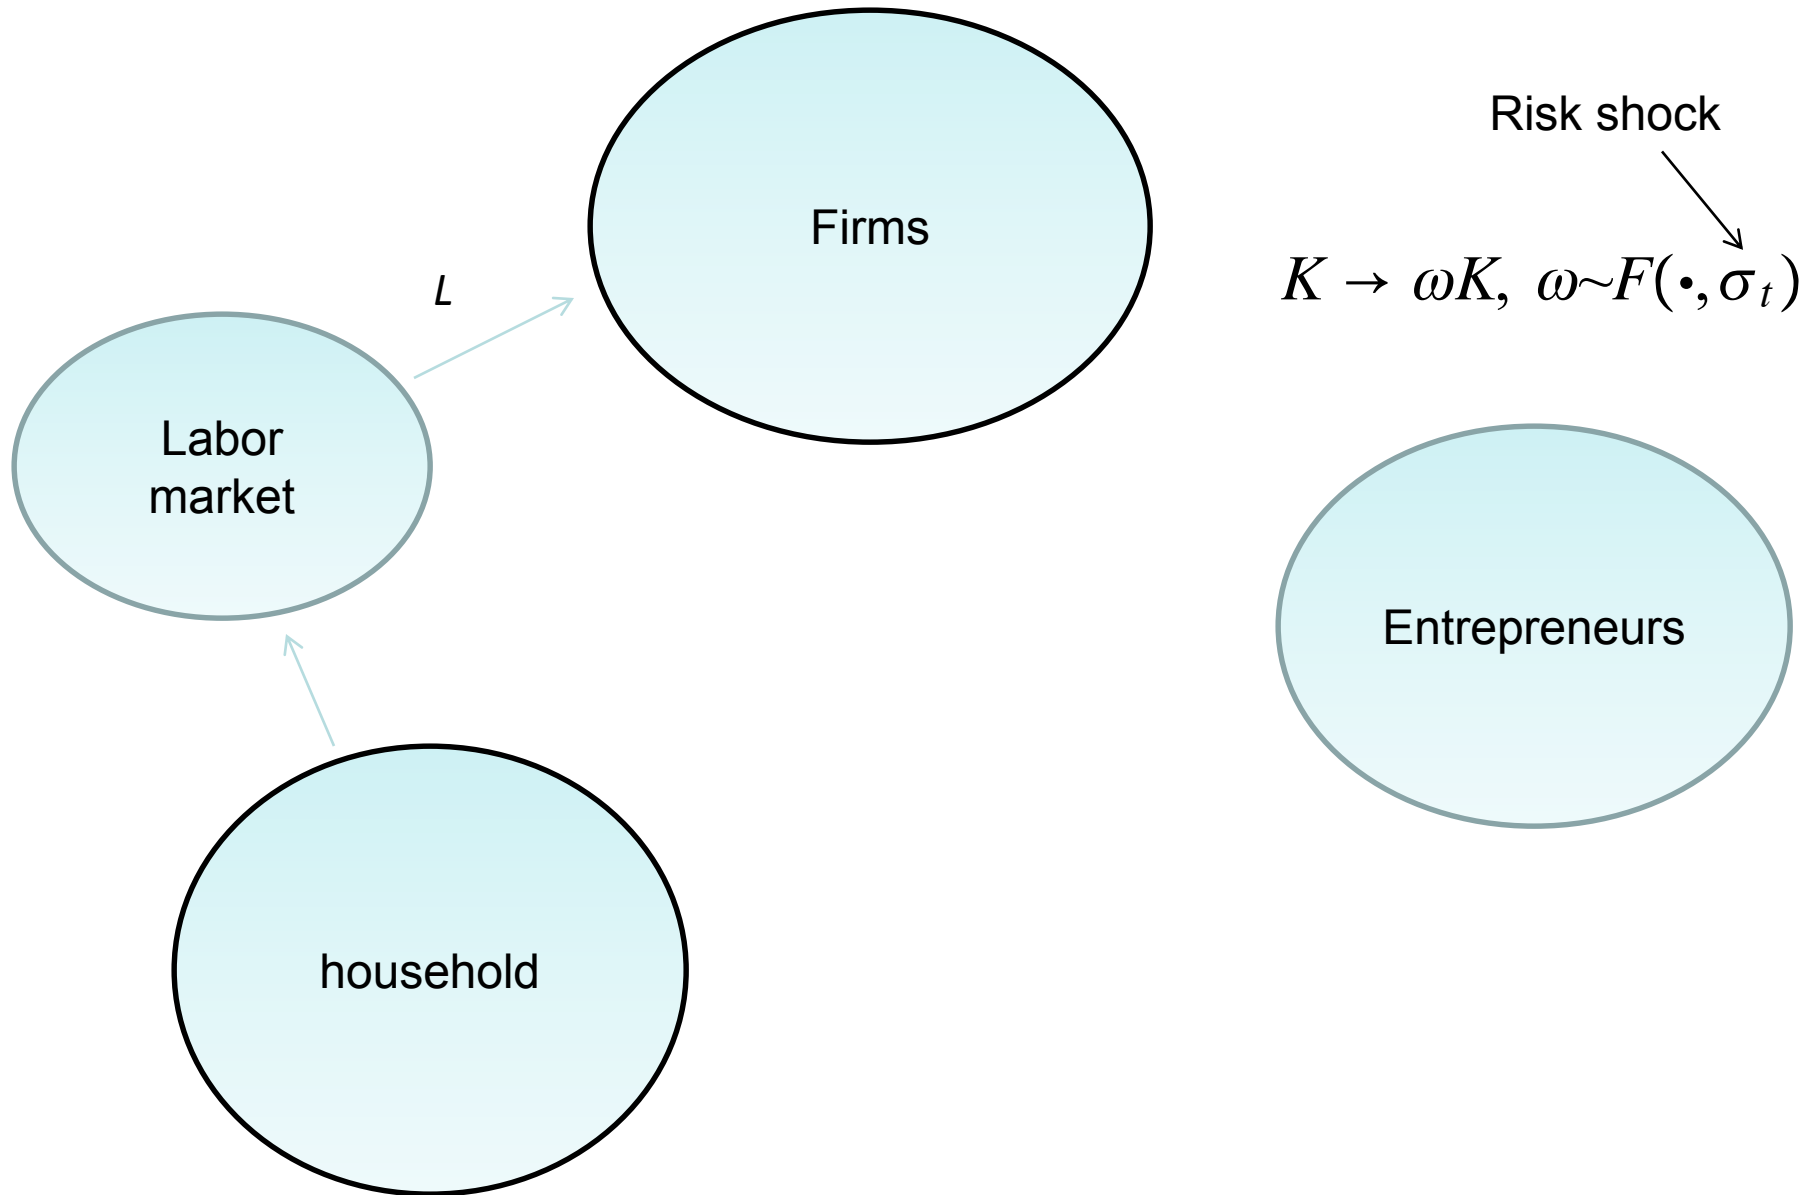 Risk shock
Firms
K → ωK, ω~F(•,σ_t)
L
Labor
market
Entrepreneurs
household